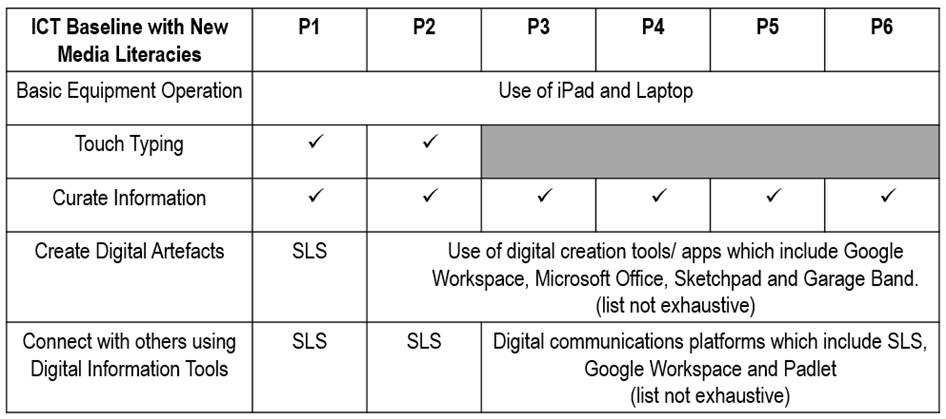 ICT Baseline with New Media Literacies P1 P2 P3 P4 P5 P6
Basic Equipment Operation Use of iPad and Laptop
Touch Typing ✓ ✓
Curate Information ✓ ✓ ✓ ✓ ✓ ✓
Create Digital Artefacts SLS Use of digital creation tools/ apps which include Google
Workspace, Microsoft Office, Sketchpad and Garage Band.
(list not exhaustive)
Connect with others using
Digital Information Tools
SLS SLS Digital communications platforms which include SLS,
Google Workspace and Padlet
(list not exhaustive)